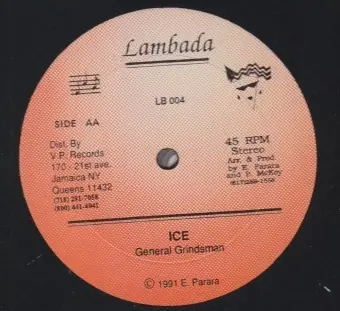 Lambada
LB 004
SIDE AA
Dist. By
V.P. Records
170 - 21st ave.
Jamaica NY
Queens 11432
45 RPM
Stereo
Arr. & Prod
by E. Parara
and P. McKoy
ICE
General Grindsman
© 1991 E. Parara